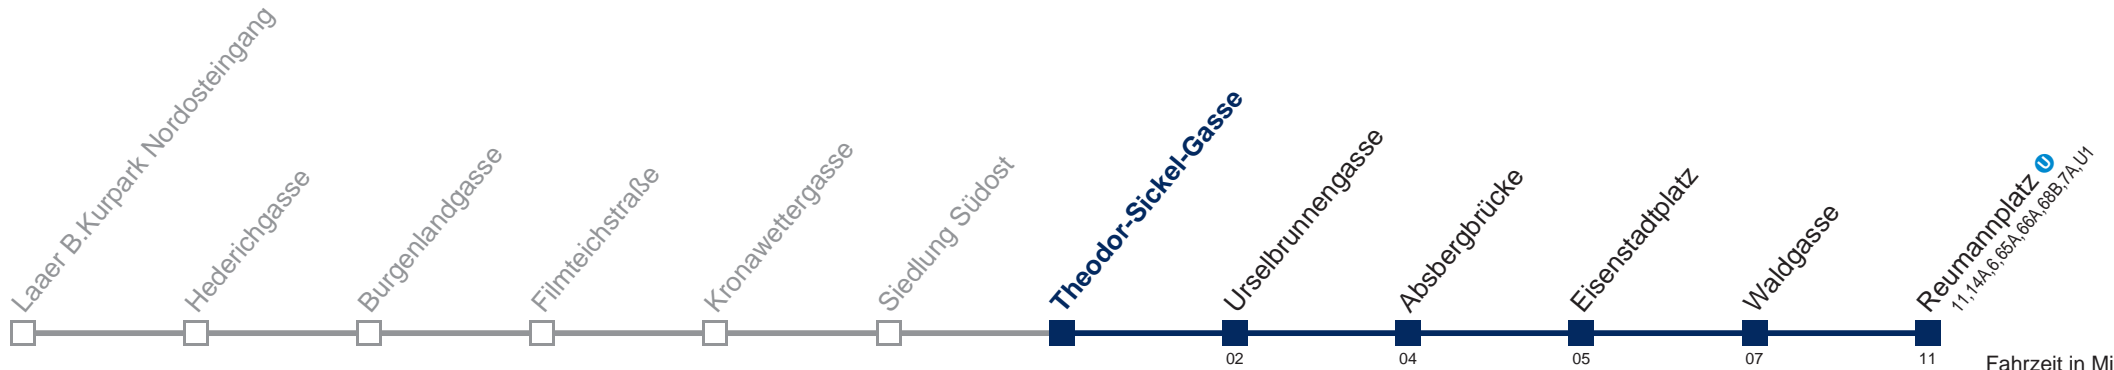 Laaer B.Kurpark Nordosteingang
Hederichgasse
Burgenlandgasse
Filmteichstraße
Kronawettergasse
Siedlung Südost
Theodor-Sickel-Gasse
Urselbrunnengasse
Absbergbrücke
Eisenstadtplatz
Waldgasse
Reumannplatz U
11,14A,6,65A,66A,68B,7A,U1
02
04
05
07
11
Fahrzeit in Mi